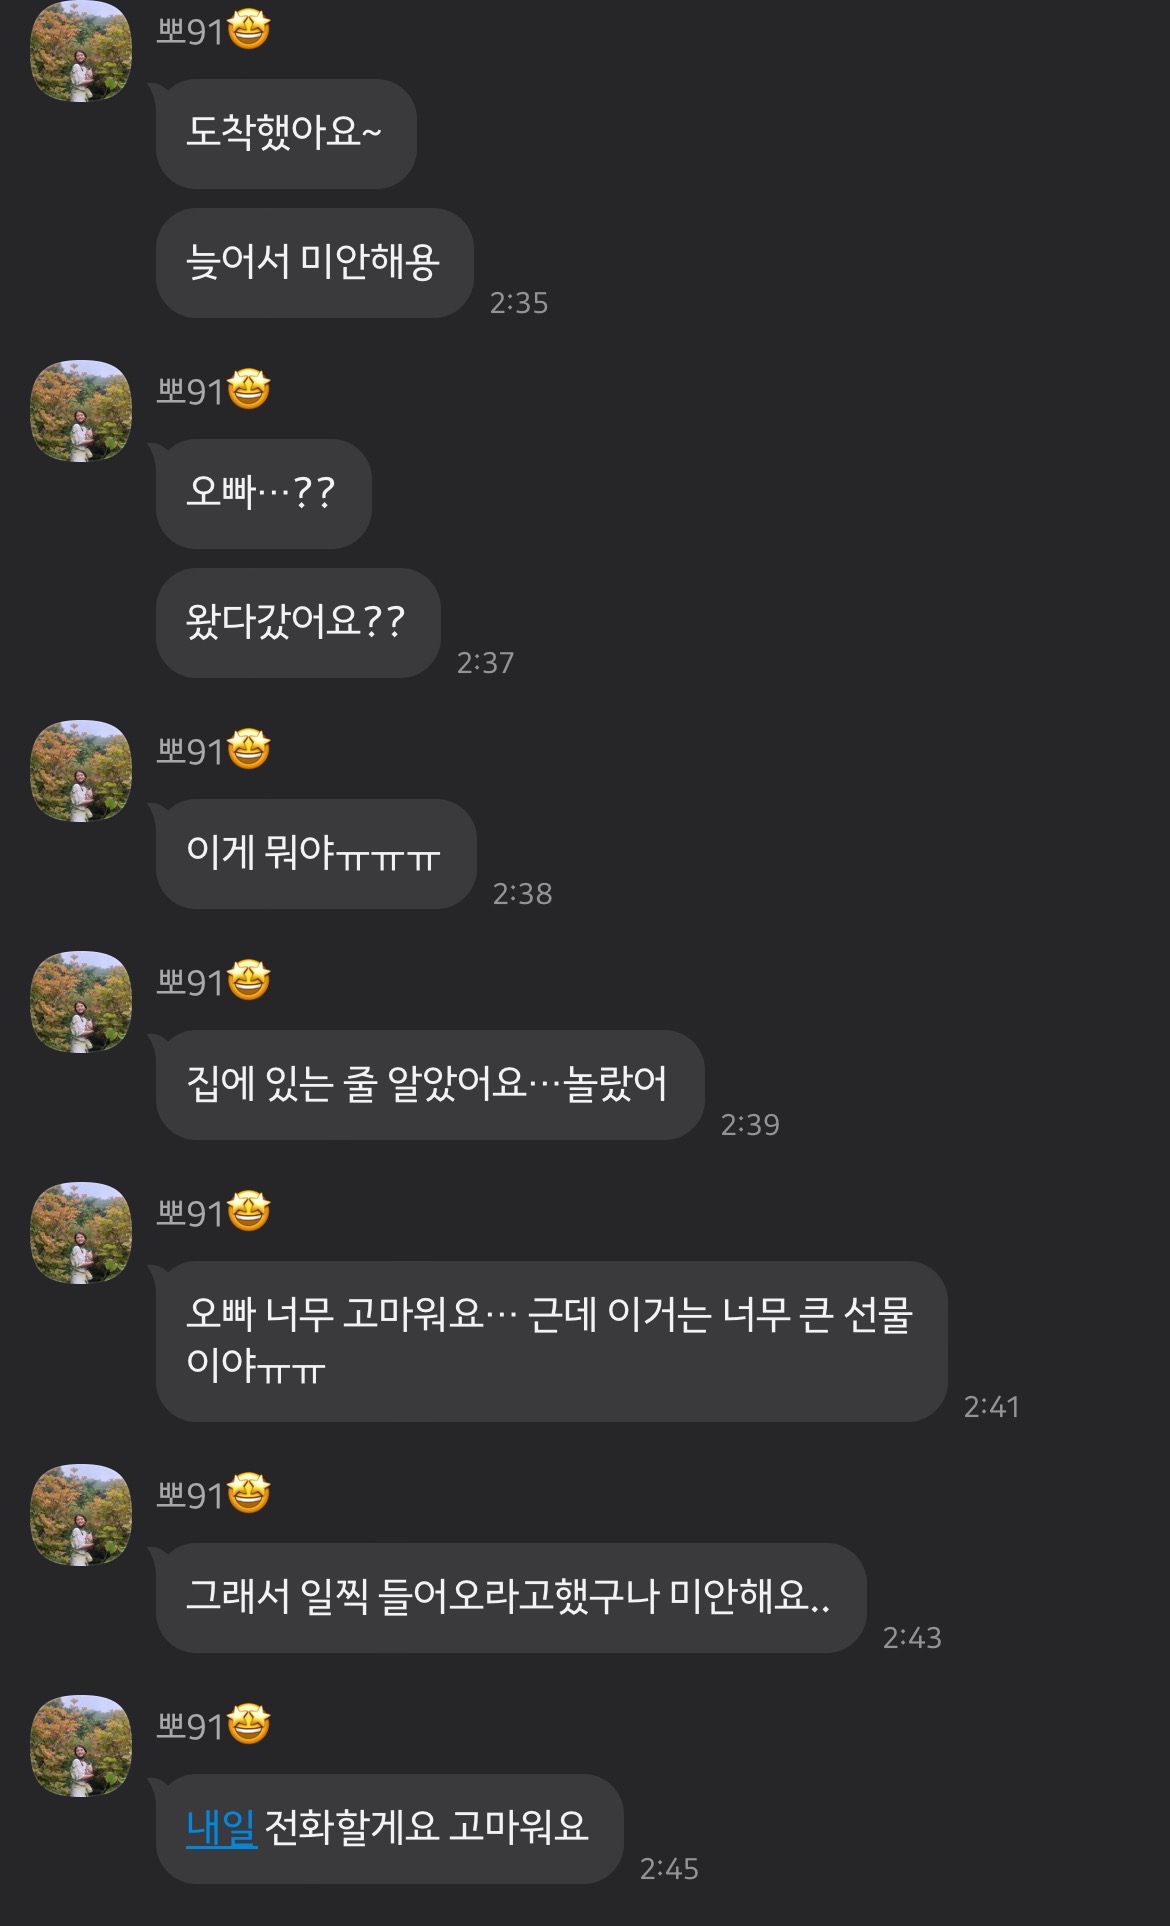 뽀91🤩
도착했아요~
늦어서 미안해용
2:35
뽀91🤩
오빠…??
왔다갔어요??
2:37
뽀91🤩
이게 뭐야ㅠㅠㅠ
2:38
뽀91🤩
집에 있는 줄 알았어요…놀랐어
2:39
뽀91🤩
오빠 너무 고마워요… 근데 이거는 너무 큰 선물
이야ㅠㅠ
2:41
뽀91🤩
그래서 일찍 들어오라고했구나 미안해요..
2:43
뽀91🤩
내일 전화할게요 고마워요
2:45